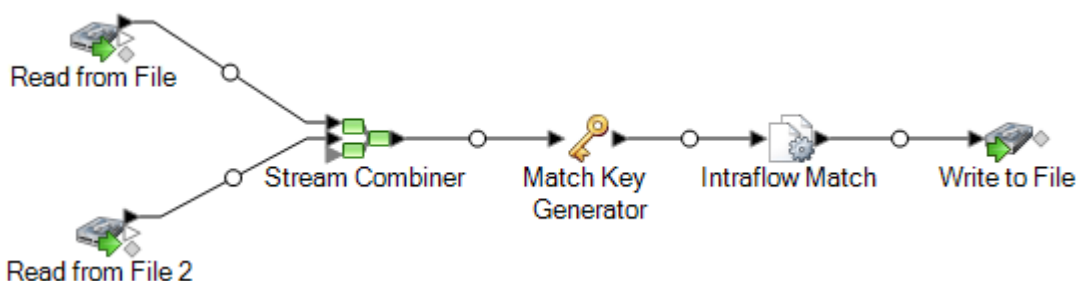 Read from File
Stream Combiner
Match Key
Generator
Intraflow Match
Write to File
Read from File 2